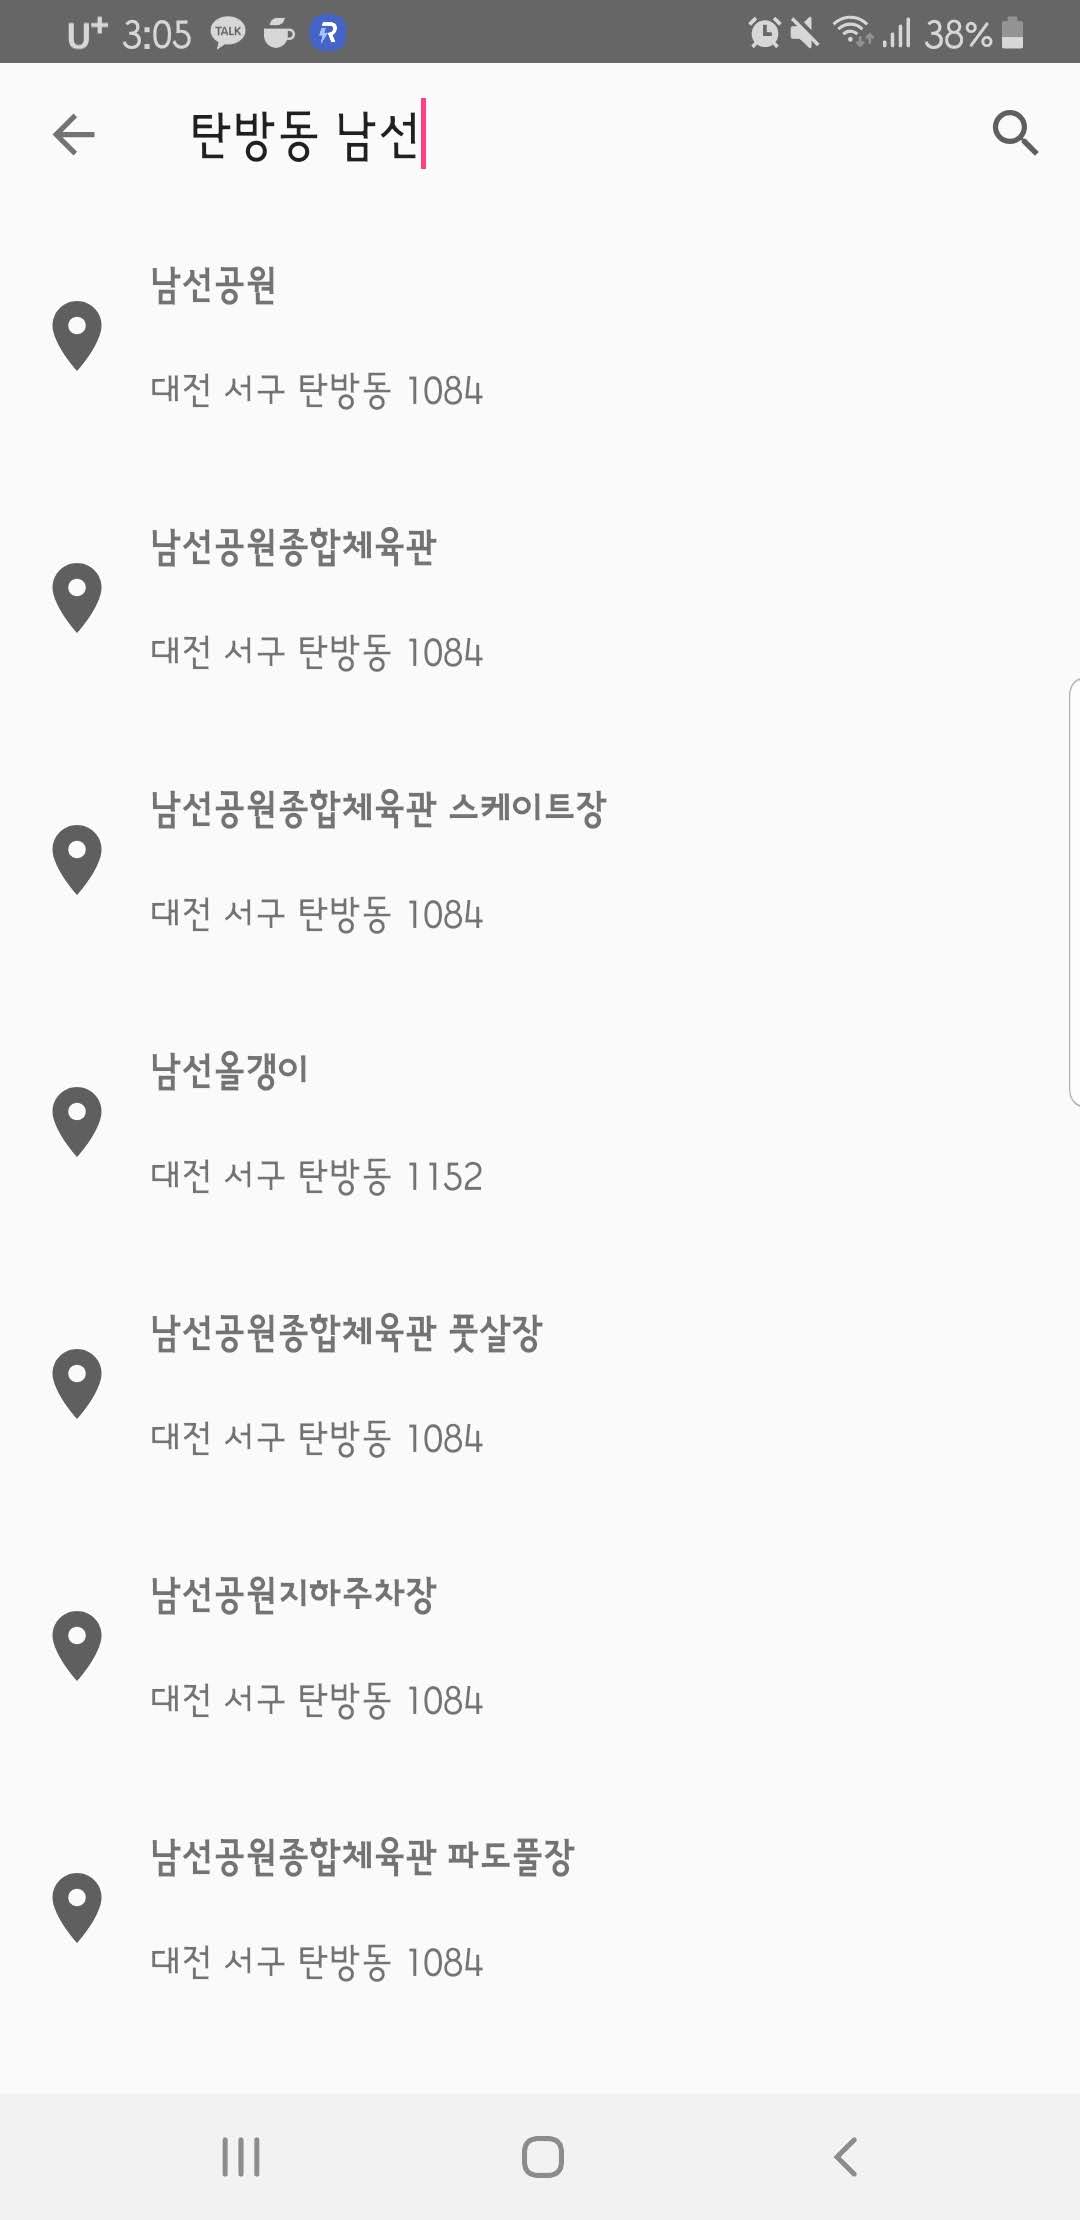 U+ 3:05 TALK R 38%
탄방동 남선
남선공원
대전 서구 탄방동 1084
남선공원종합체육관
대전 서구 탄방동 1084
남선공원종합체육관 스케이트장
대전 서구 탄방동 1084
남선올갱이
대전 서구 탄방동 1152
남선공원종합체육관 풋살장
대전 서구 탄방동 1084
남선공원지하주차장
대전 서구 탄방동 1084
남선공원종합체육관 파도풀장
대전 서구 탄방동 1084